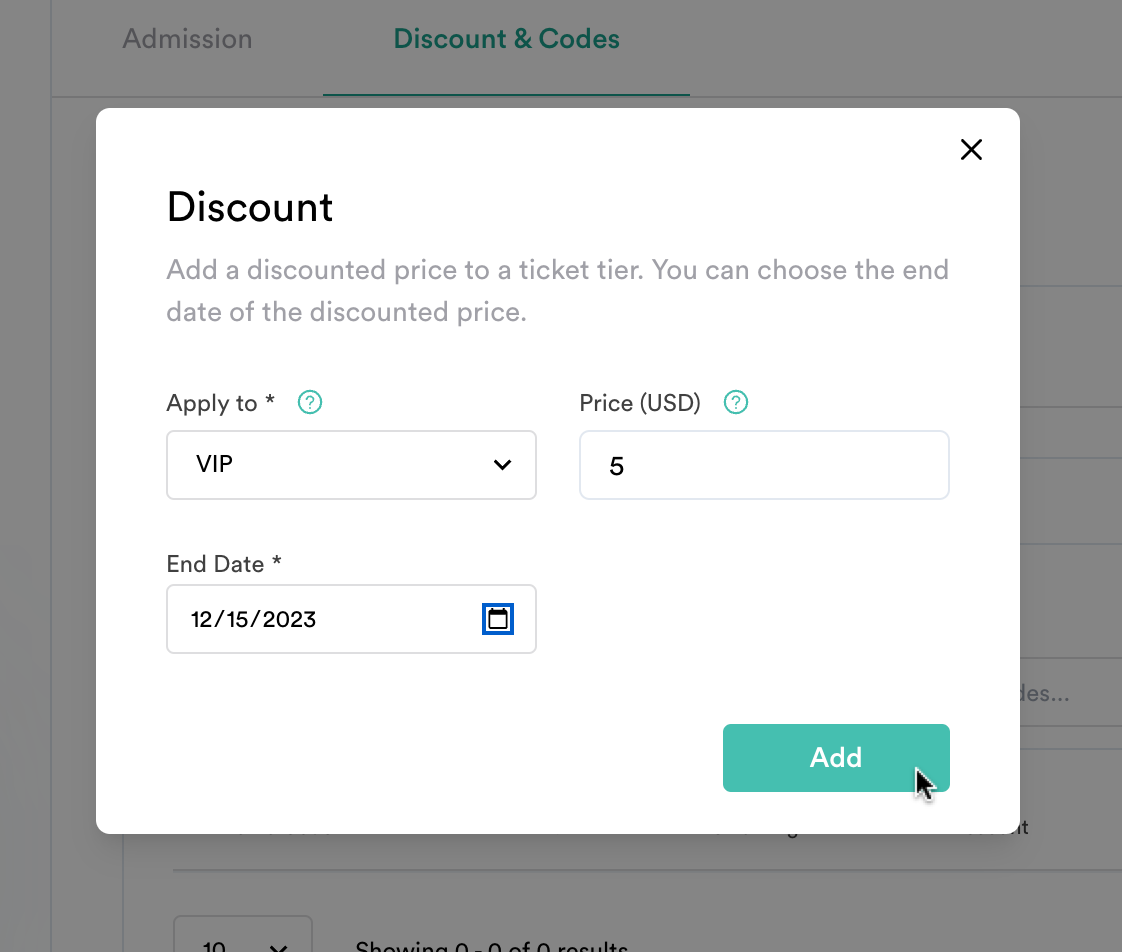 Admission
Discount & Codes
Discount
Add a discounted price to a ticket tier. You can choose the end
date of the discounted price.
Apply to * ?
Price (USD) ?
VIP
5
End Date *
12/15/2023
Add
10
Showing 0 - 0 of 0 results